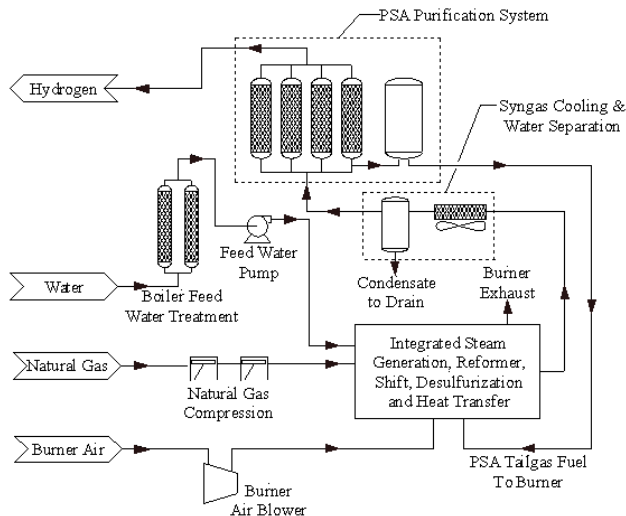 PSA Purification System
Hydrogen
Syngas Cooling &
Water Separation
Feed Water
Pump
Condensate
to Drain
Burner
Exhaust
Water
Boiler Feed
Water Treatment
Integrated Steam
Generation, Reformer,
Shift, Desulfurization
and Heat Transfer
Natural Gas
Natural Gas
Compression
Burner Air
PSA Tailgas Fuel
To Burner
Burner
Air Blower